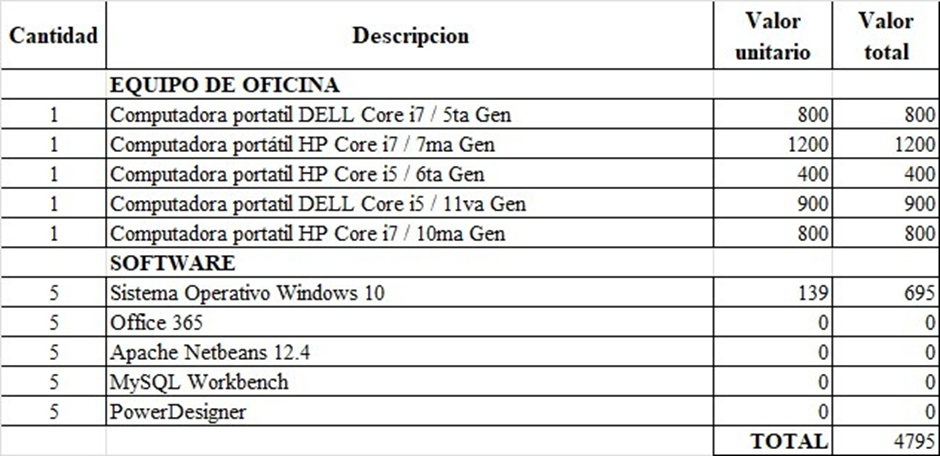 Cantidad Descripcion Valor unitario Valor total
EQUIPO DE OFICINA
1 Computadora portatil DELL Core i7 / 5ta Gen 800 800
1 Computadora portátil HP Core i7 / 7ma Gen 1200 1200
1 Computadora portatil HP Core i5 / 6ta Gen 400 400
1 Computadora portatil DELL Core i5 / 11va Gen 900 900
1 Computadora portatil HP Core i7 / 10ma Gen 800 800
SOFTWARE
5 Sistema Operativo Windows 10 139 695
5 Office 365 0 0
5 Apache Netbeans 12.4 0 0
5 MySQL Workbench 0 0
5 PowerDesigner 0 0
TOTAL 4795